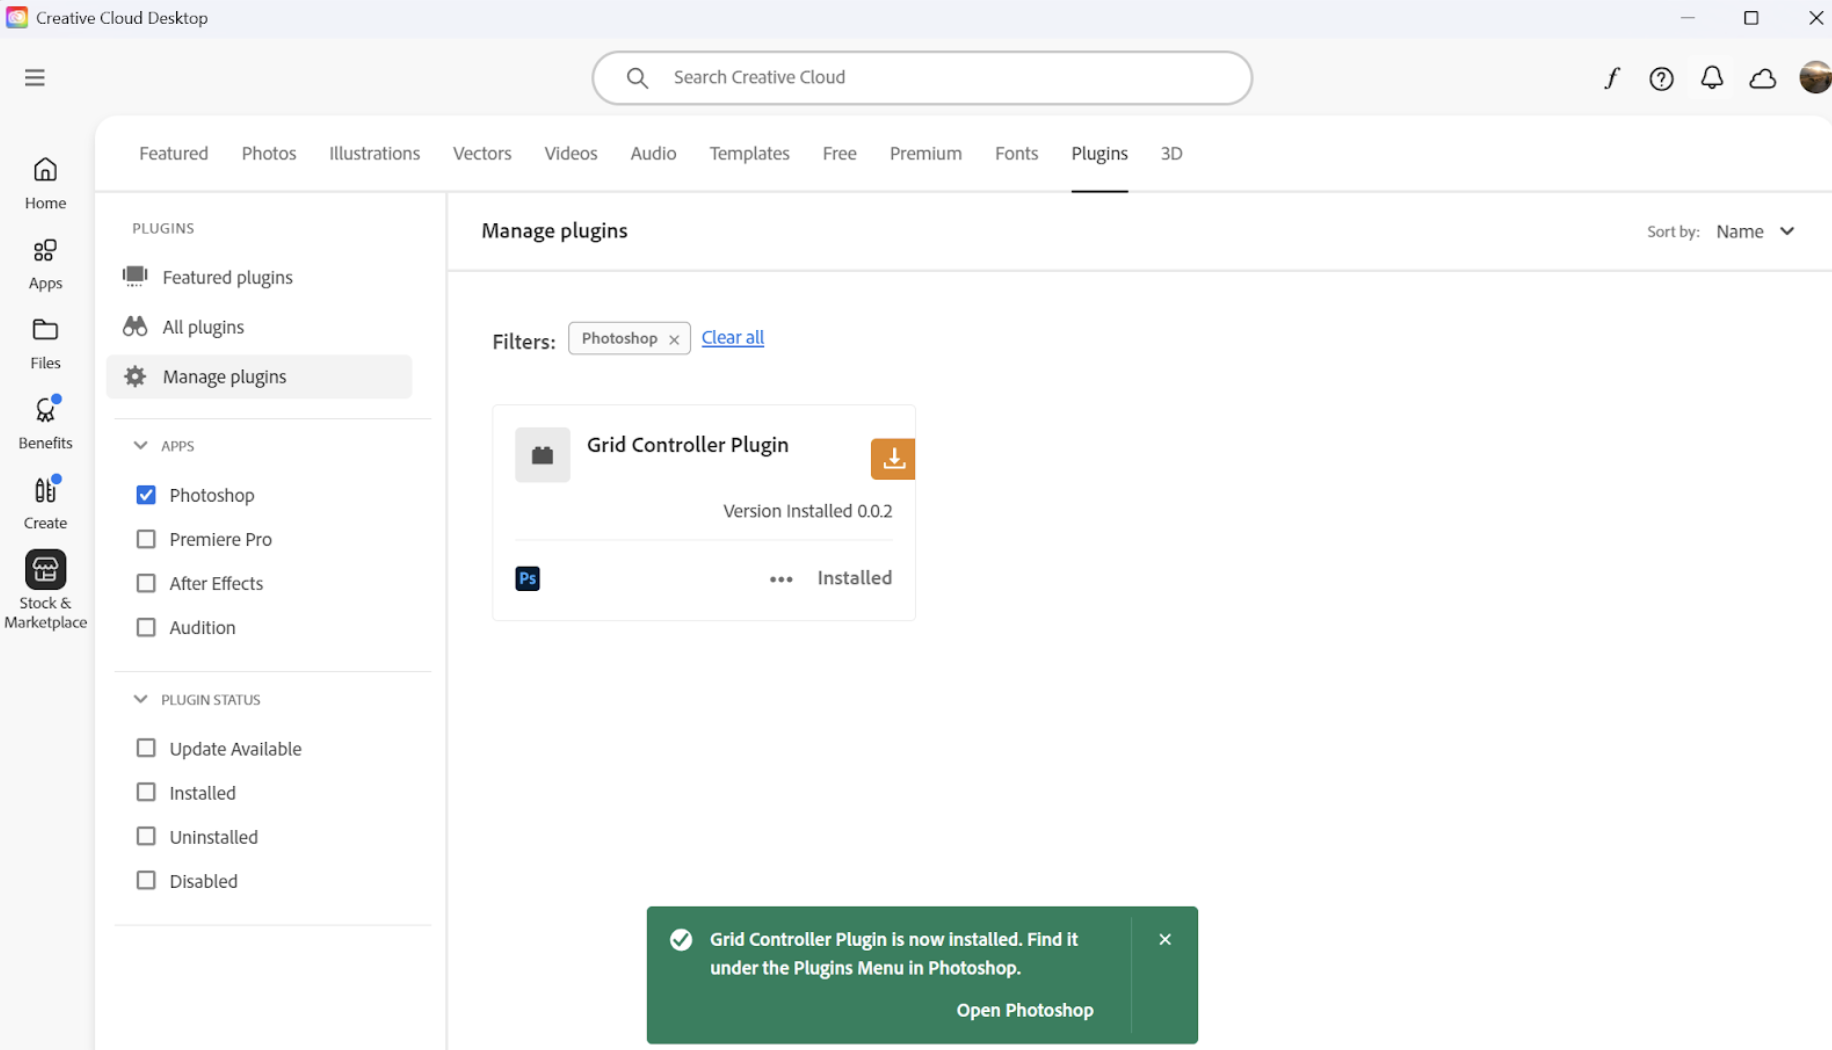 Creative Cloud Desktop
Search Creative Cloud
Featured Photos Illustrations Vectors Videos Audio Templates Free Premium Fonts Plugins 3D
Home
Apps
Files
Benefits
Create
Stock &
Marketplace
PLUGINS
Featured plugins
All plugins
Manage plugins
APPS
Photoshop
Premiere Pro
After Effects
Audition
PLUGIN STATUS
Update Available
Installed
Uninstalled
Disabled
Manage plugins
Sort by: Name
Filters: Photoshop Clear all
Grid Controller Plugin
Version Installed 0.0.2
Ps
Installed
Grid Controller Plugin is now installed. Find it
under the Plugins Menu in Photoshop.
Open Photoshop